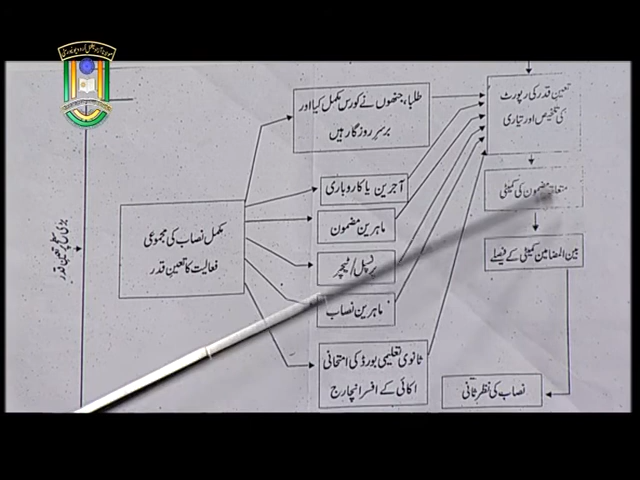 طلباء، جنھوں نے کورس مکمل کیا اور
برسرِ روزگار ہیں
آجرین یا کاروباری
ماہرین مضمون
پرنسپل/ٹیچر
ماہرین نصاب
ثانوی تعلیمی بورڈ کی امتحانی
اکائی کے افسر انچارج
مکمل نصاب کی مجموعی
فعالیت کا تعینِ قدر
تعینِ قدر کی رپورٹ
کی تلخیص اور تیاری
مضمون کی کمیٹی
بین المضامین کمیٹی کے فیصلے
نصاب کی نظرِ ثانی
تعینِ قدر